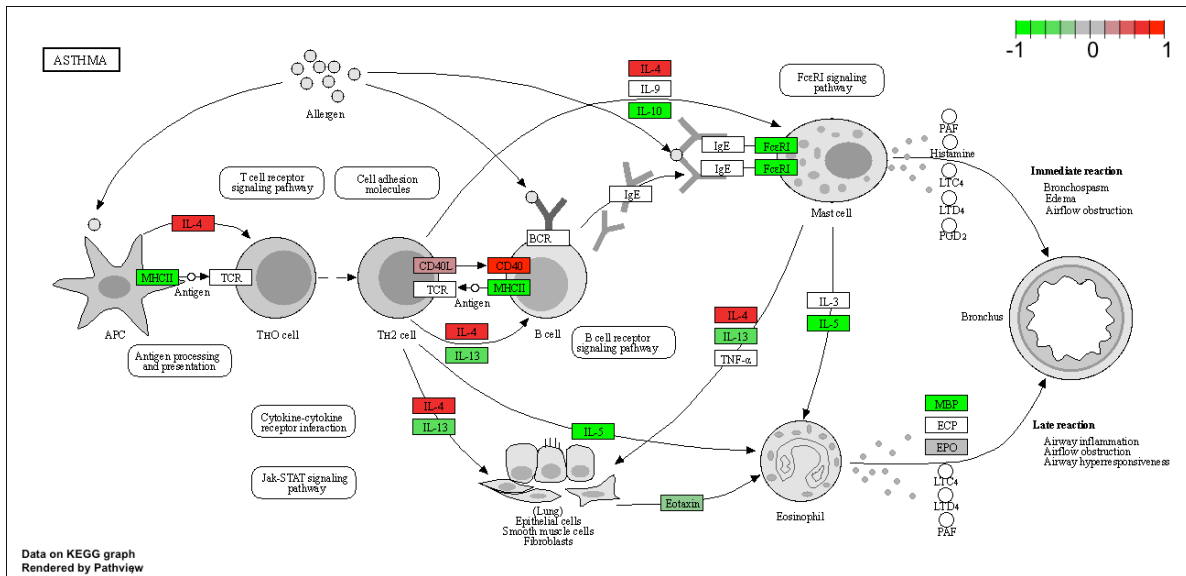 ASTHMA
-1
0
1
Allergen
IL-4
IL-9
IL-10
FcεRI signaling
pathway
T cell receptor
signaling pathway
Cell adhesion
molecules
IgE
FcεRI
IgE
FcεRI
IgE
Mast cell
PAF
Histamine
LTC4
LTD4
PGD2
Immediate reaction
Bronchospasm
Edema
Airflow obstruction
IL-4
MHCII
Antigen
TCR
APC
TH0 cell
CD40L
CD40
TCR
Antigen
MHCII
BCR
TH2 cell
B cell
IL-4
IL-13
B cell receptor
signaling pathway
Antigen processing
and presentation
IL-4
IL-13
TNF-α
IL-3
IL-5
Bronchus
Cytokine-cytokine
receptor interaction
IL-4
IL-13
IL-5
Jak-STAT signaling
pathway
(Lung)
Epithelial cells
Smooth muscle cells
Fibroblasts
Eotaxin
Eosinophil
MBP
ECP
EPO
LTC4
LTD4
PAF
Late reaction
Airway inflammation
Airflow obstruction
Airway hyperresponsiveness
Data on KEGG graph
Rendered by Pathview